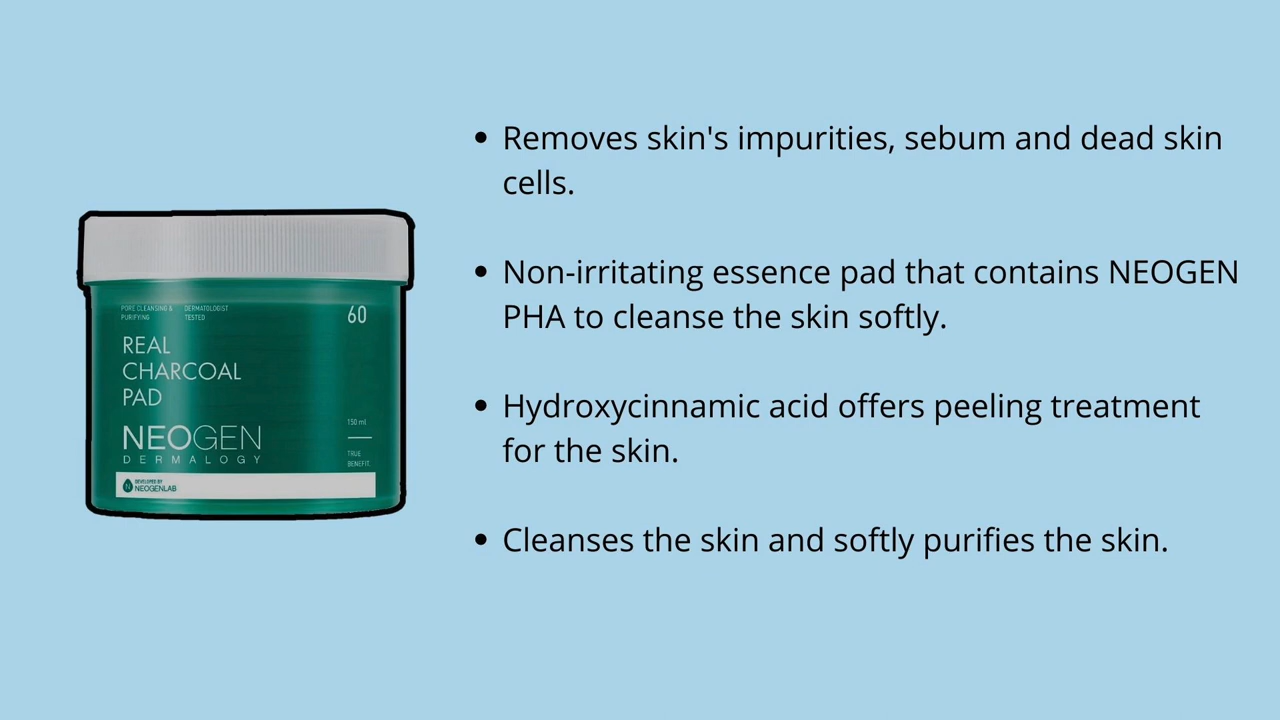 Removes skin's impurities, sebum and dead skin
cells.
Non-irritating essence pad that contains NEOGEN
PHA to cleanse the skin softly.
Hydroxycinnamic acid offers peeling treatment
for the skin.
Cleanses the skin and softly purifies the skin.
PORE CLEANSING &
PURIFYING
DERMATOLOGIST
TESTED
60
REAL
CHARCOAL
PAD
150 ml
NEOGEN
DERMALOGY
TRUE
BENEFIT.
DEVELOPED BY
NEOGENLAB